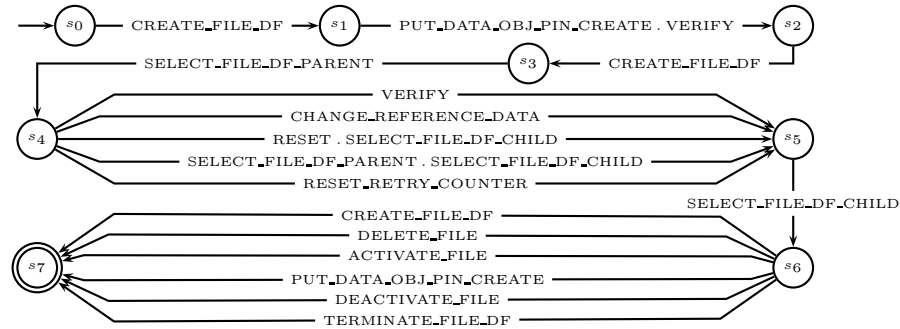 s0 CREATE_FILE_DF s1 PUT_DATA_OBJ_PIN_CREATE . VERIFY s2
SELECT_FILE_DF_PARENT s3 CREATE_FILE_DF
VERIFY
CHANGE_REFERENCE_DATA
s4 RESET . SELECT_FILE_DF_CHILD s5
SELECT_FILE_DF_PARENT . SELECT_FILE_DF_CHILD
RESET_RETRY_COUNTER
SELECT_FILE_DF_CHILD
CREATE_FILE_DF
DELETE_FILE
ACTIVATE_FILE
s7 s6
PUT_DATA_OBJ_PIN_CREATE
DEACTIVATE_FILE
TERMINATE_FILE_DF